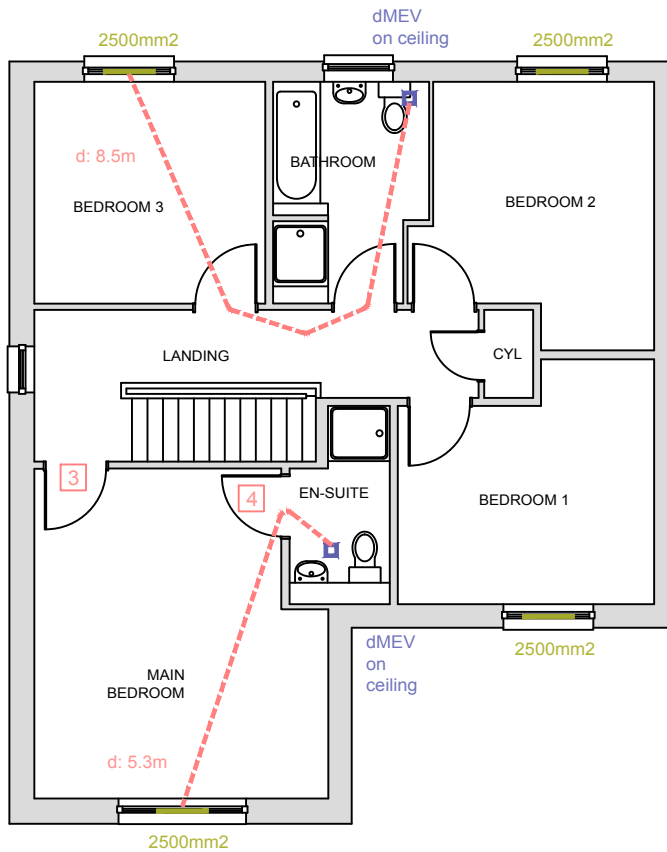 2500mm2
dMEV
on ceiling
2500mm2
d: 8.5m
BATHROOM
BEDROOM 3
BEDROOM 2
LANDING
CYL
3
4
EN-SUITE
BEDROOM 1
dMEV
on
ceiling
2500mm2
MAIN
BEDROOM
d: 5.3m
2500mm2